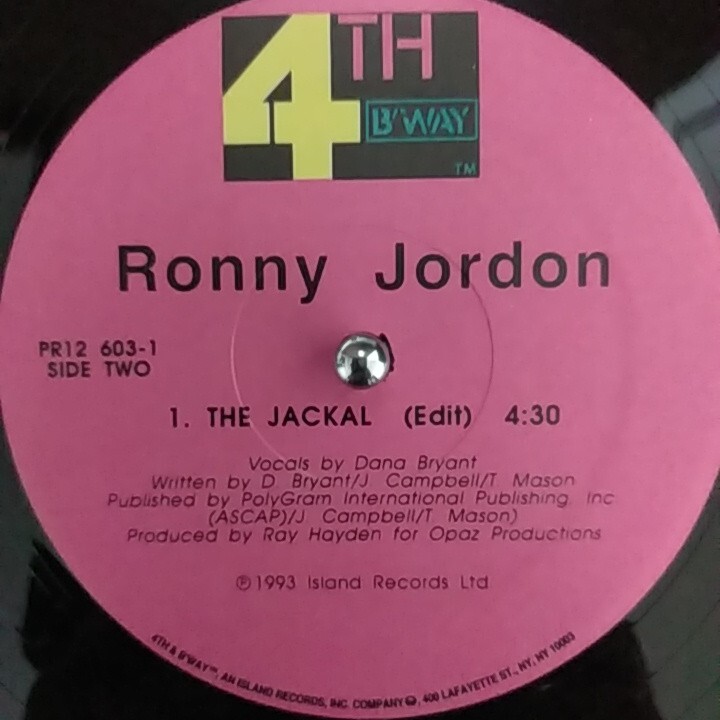 4TH
B'WAY
TM
Ronny Jordon
PR12 603-1
SIDE TWO
1. THE JACKAL (Edit) 4:30
Vocals by Dana Bryant
Written by D. Bryant/J. Campbell/T. Mason
Published by PolyGram International Publishing, Inc
(ASCAP)/J. Campbell/T. Mason)
Produced by Ray Hayden for Opaz Productions
℗1993 Island Records Ltd
4TH & B'WAY™, AN ISLAND RECORDS, INC. COMPANY, 400 LAFAYETTE ST., NY, NY 10003